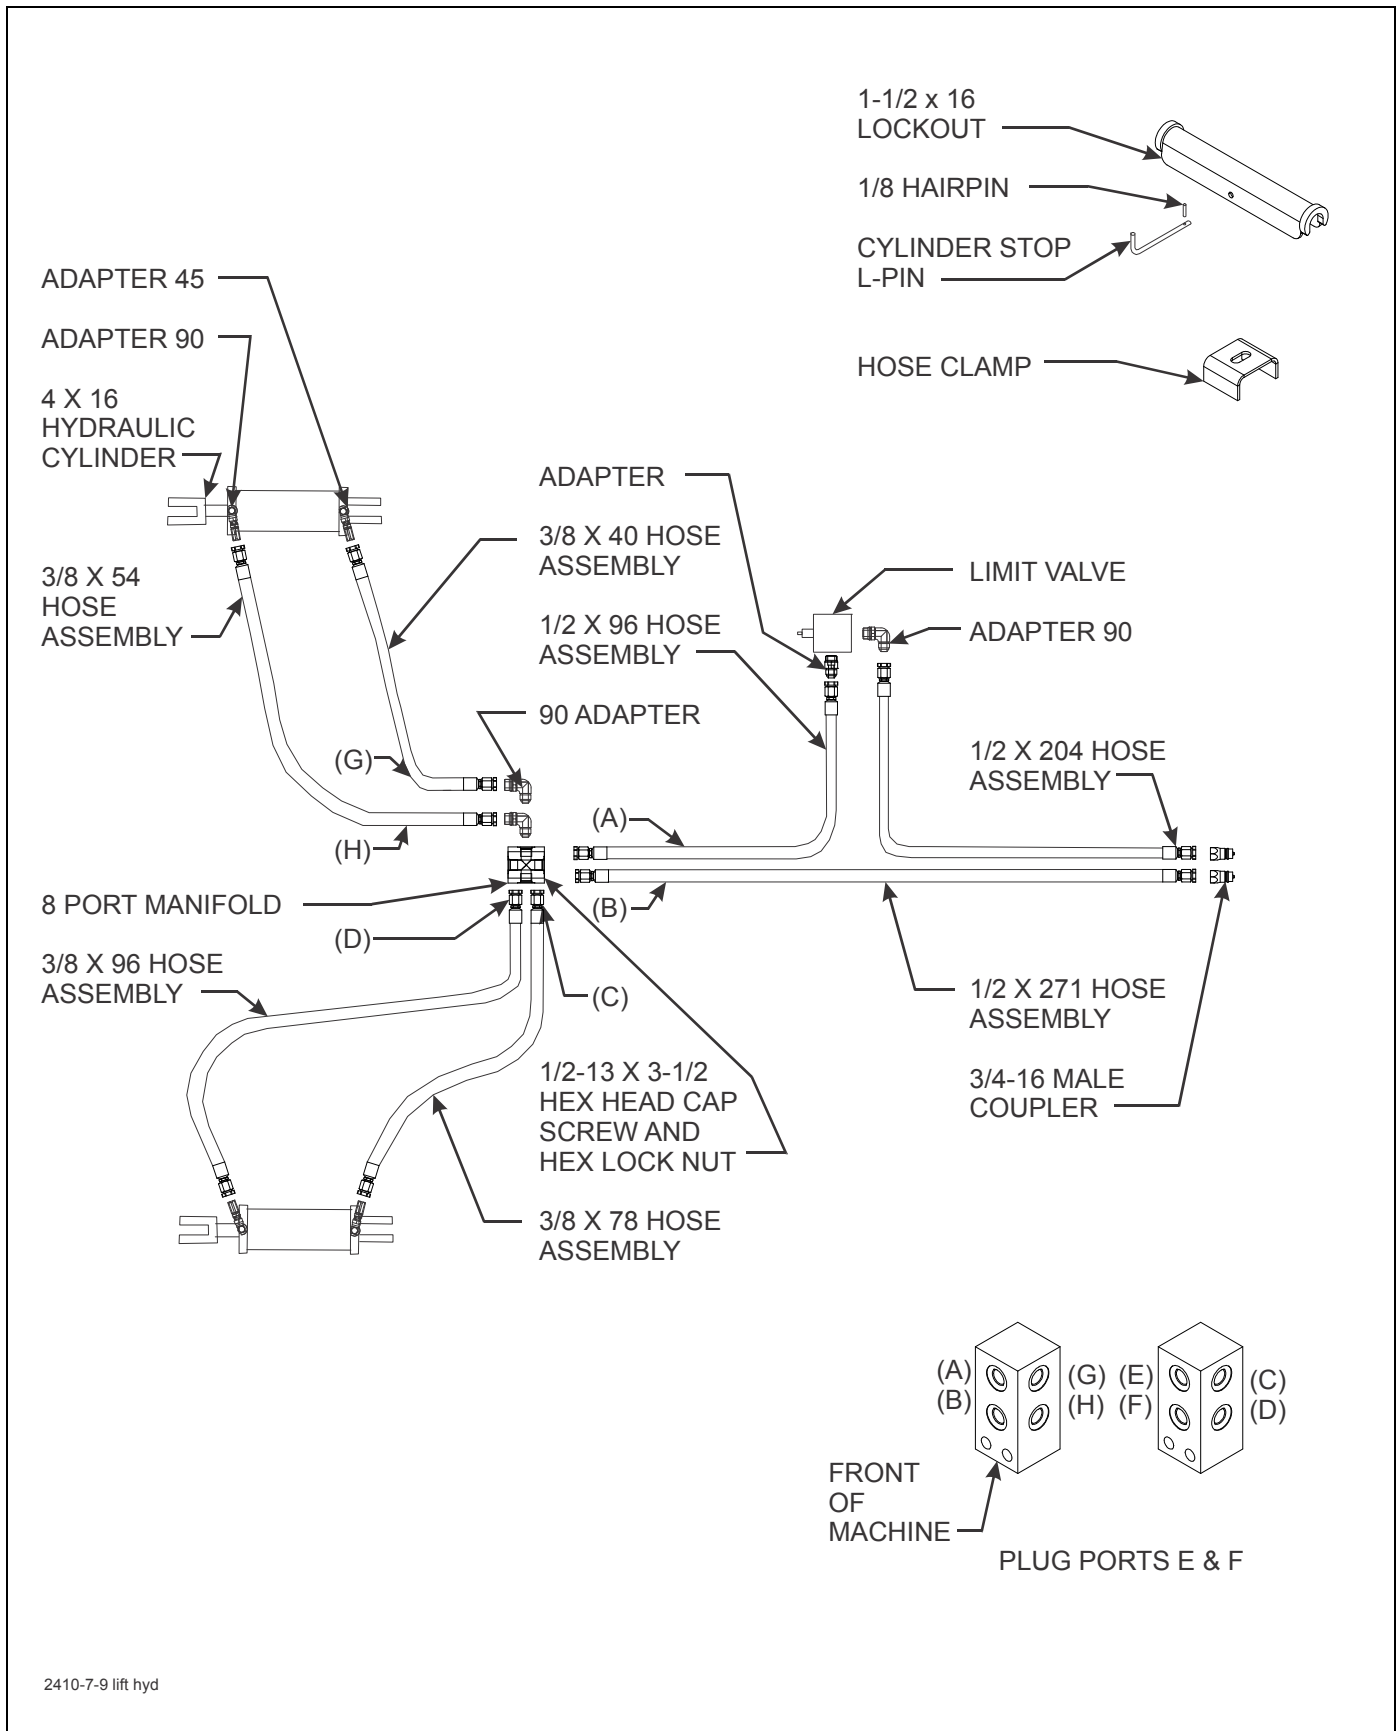 1-1/2 x 16
LOCKOUT
1/8 HAIRPIN
CYLINDER STOP
L-PIN
HOSE CLAMP
ADAPTER 45
ADAPTER 90
4 X 16
HYDRAULIC
CYLINDER
3/8 X 54
HOSE
ASSEMBLY
ADAPTER
3/8 X 40 HOSE
ASSEMBLY
1/2 X 96 HOSE
ASSEMBLY
90 ADAPTER
LIMIT VALVE
ADAPTER 90
1/2 X 204 HOSE
ASSEMBLY
(G)
(H)
(A)
(B)
8 PORT MANIFOLD
(D)
(C)
3/8 X 96 HOSE
ASSEMBLY
1/2 X 271 HOSE
ASSEMBLY
3/4-16 MALE
COUPLER
1/2-13 X 3-1/2
HEX HEAD CAP
SCREW AND
HEX LOCK NUT
3/8 X 78 HOSE
ASSEMBLY
(A) (G) (E) (C)
(B) (H) (F) (D)
FRONT
OF
MACHINE
PLUG PORTS E & F
2410-7-9 lift hyd